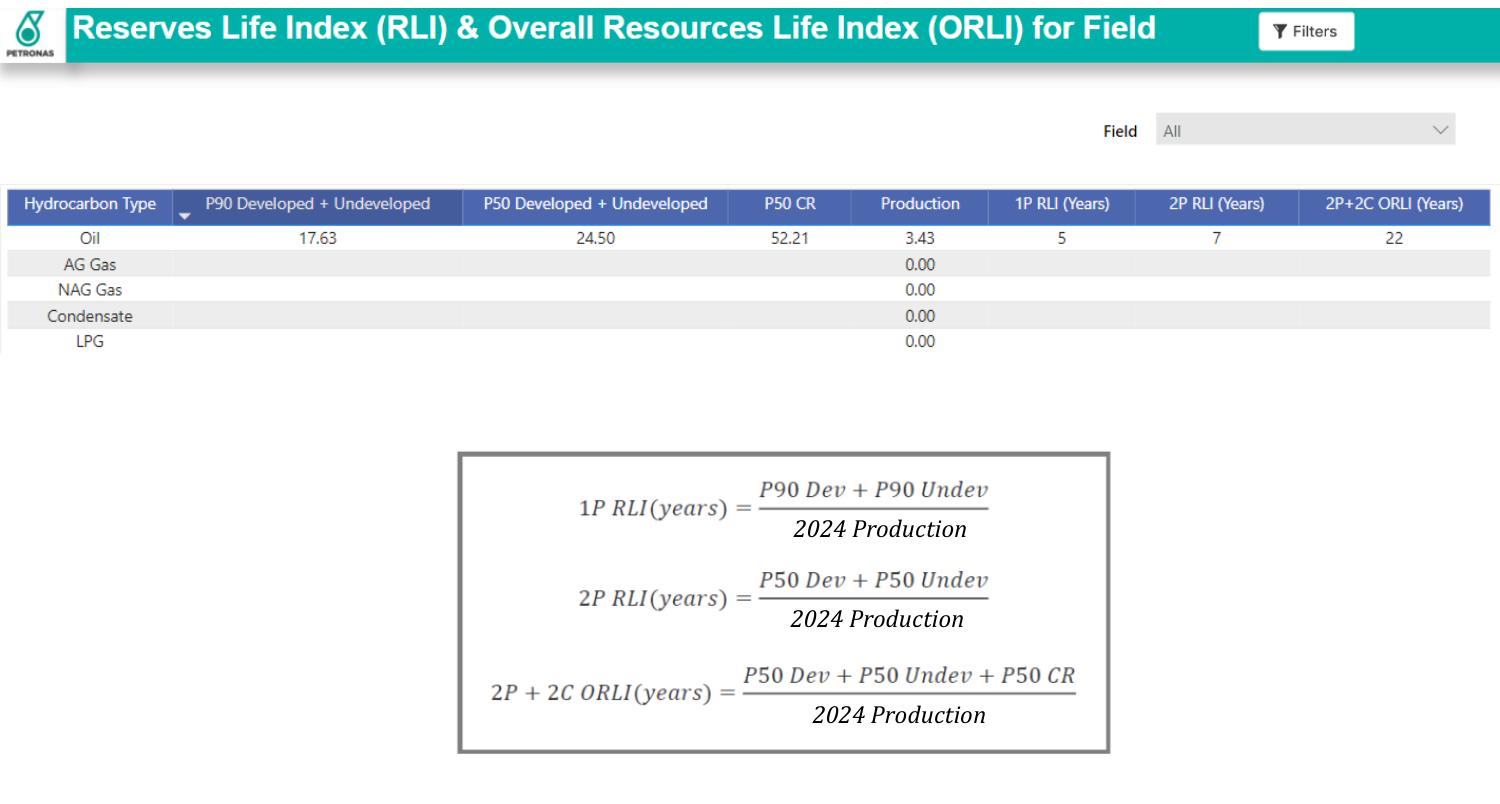 PETRONAS
Reserves Life Index (RLI) & Overall Resources Life Index (ORLI) for Field
Filters
Field All
Hydrocarbon Type P90 Developed + Undeveloped P50 Developed + Undeveloped P50 CR Production 1P RLI (Years) 2P RLI (Years) 2P+2C ORLI (Years)
Oil 17.63 24.50 52.21 3.43 5 7 22
AG Gas 0.00
NAG Gas 0.00
Condensate 0.00
LPG 0.00
P90 Dev + P90 Undev
1P RLI(years) =
2024 Production
P50 Dev + P50 Undev
2P RLI(years) =
2024 Production
P50 Dev + P50 Undev + P50 CR
2P + 2C ORLI(years) =
2024 Production